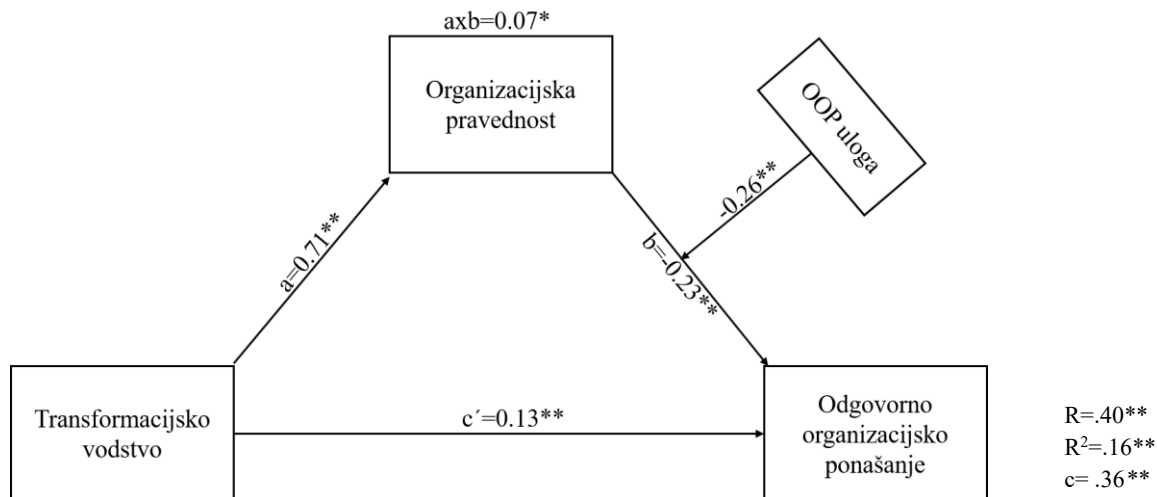 axb=0.07*
Organizacijska
pravednost
OOP uloga
-0.26**
a=0.71**
b=-0.23**
Transformacijsko
vodstvo
c´=0.13**
Odgovorno
organizacijsko
ponašanje
R=.40**
R²=.16**
c= .36**